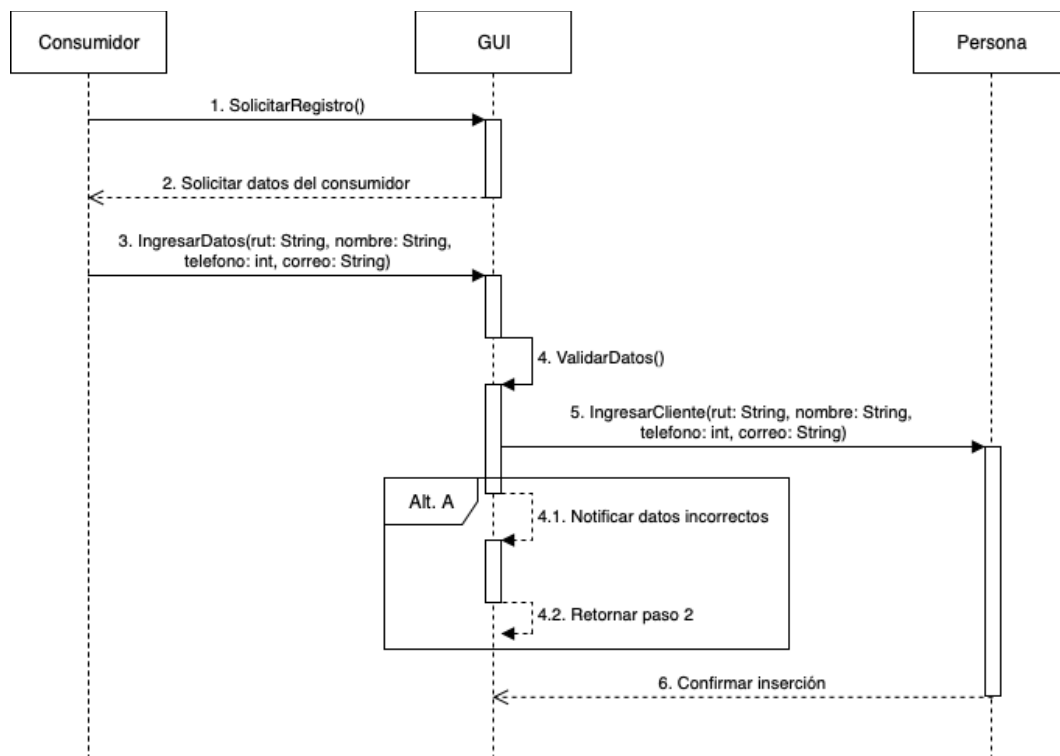 Consumidor
GUI
Persona
1. SolicitarRegistro()
2. Solicitar datos del consumidor
3. IngresarDatos(rut: String, nombre: String,
telefono: int, correo: String)
4. ValidarDatos()
5. IngresarCliente(rut: String, nombre: String,
telefono: int, correo: String)
Alt. A
4.1. Notificar datos incorrectos
4.2. Retornar paso 2
6. Confirmar inserción